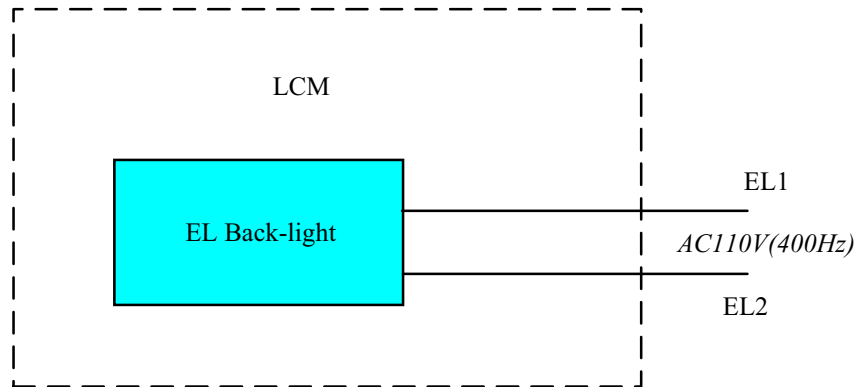 LCM
EL1
EL Back-light
AC110V(400Hz)
EL2